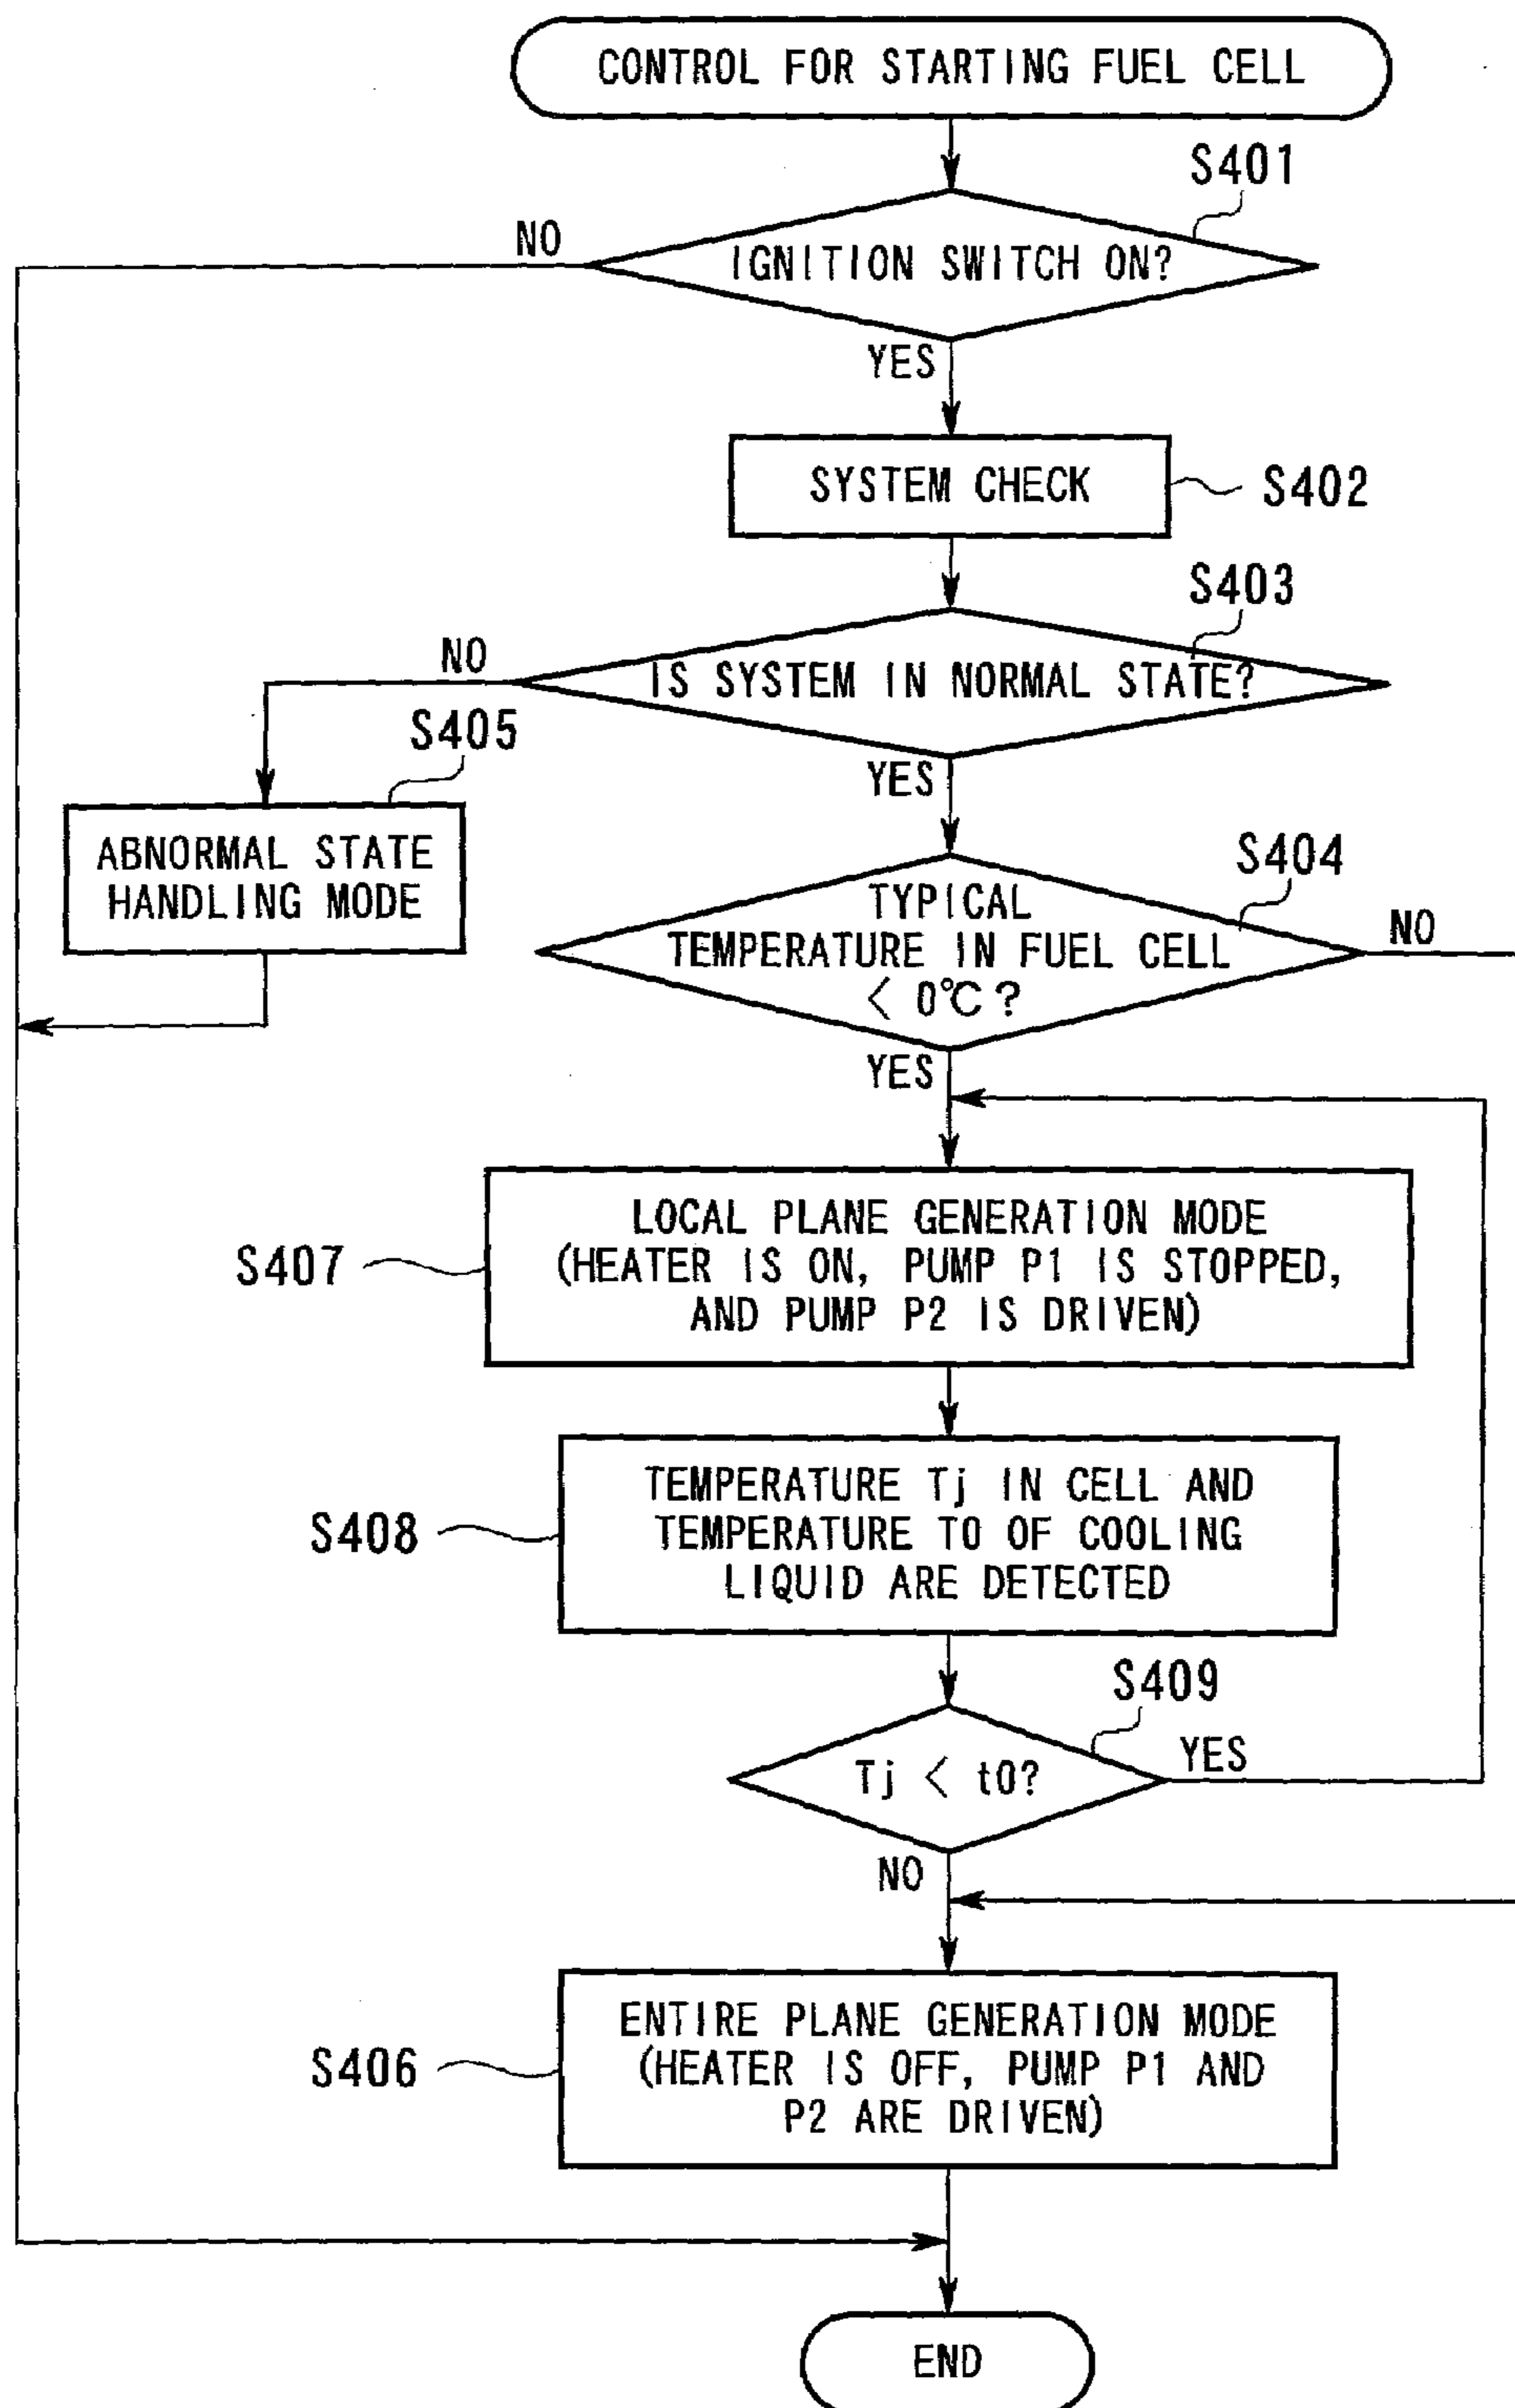 CONTROL FOR STARTING FUEL CELL
S401
NO
IGNITION SWITCH ON?
YES
SYSTEM CHECK
S402
S403
NO
IS SYSTEM IN NORMAL STATE?
S405
YES
ABNORMAL STATE
HANDLING MODE
S404
TYPICAL
TEMPERATURE IN FUEL CELL
< 0℃?
NO
YES
LOCAL PLANE GENERATION MODE
(HEATER IS ON, PUMP P1 IS STOPPED,
AND PUMP P2 IS DRIVEN)
S407
TEMPERATURE Tj IN CELL AND
TEMPERATURE T0 OF COOLING
LIQUID ARE DETECTED
S408
S409
Tj < t0?
YES
NO
ENTIRE PLANE GENERATION MODE
(HEATER IS OFF, PUMP P1 AND
P2 ARE DRIVEN)
S406
END